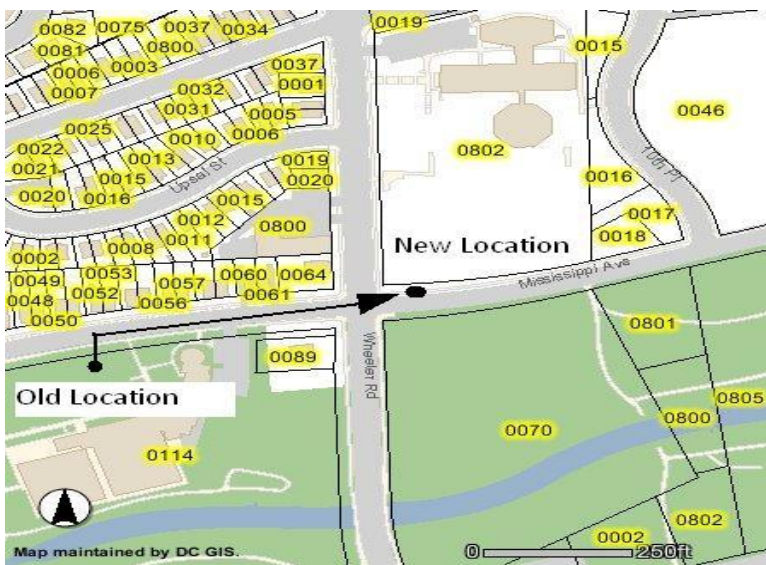 0082 0075 0037 0034 0019
0081 0800 0015
0006 0003 0037
0007 0032 0001
0031 0005 0046
0025 0010 0006
0022 0013 0802 10th Pl
0021 0015 Upsal St 0019 0016
0020 0016 0015 0020
0012 0800 0017
0002 0008 0011 New Location 0018
0049 0053 0057 0060 0064 Mississippi Ave
0048 0052 0056 0061
0050 0801
Wheeler Rd
0089
Old Location 0805
0070 0800
0114
0802
0002
Map maintained by DC GIS.
0 250ft